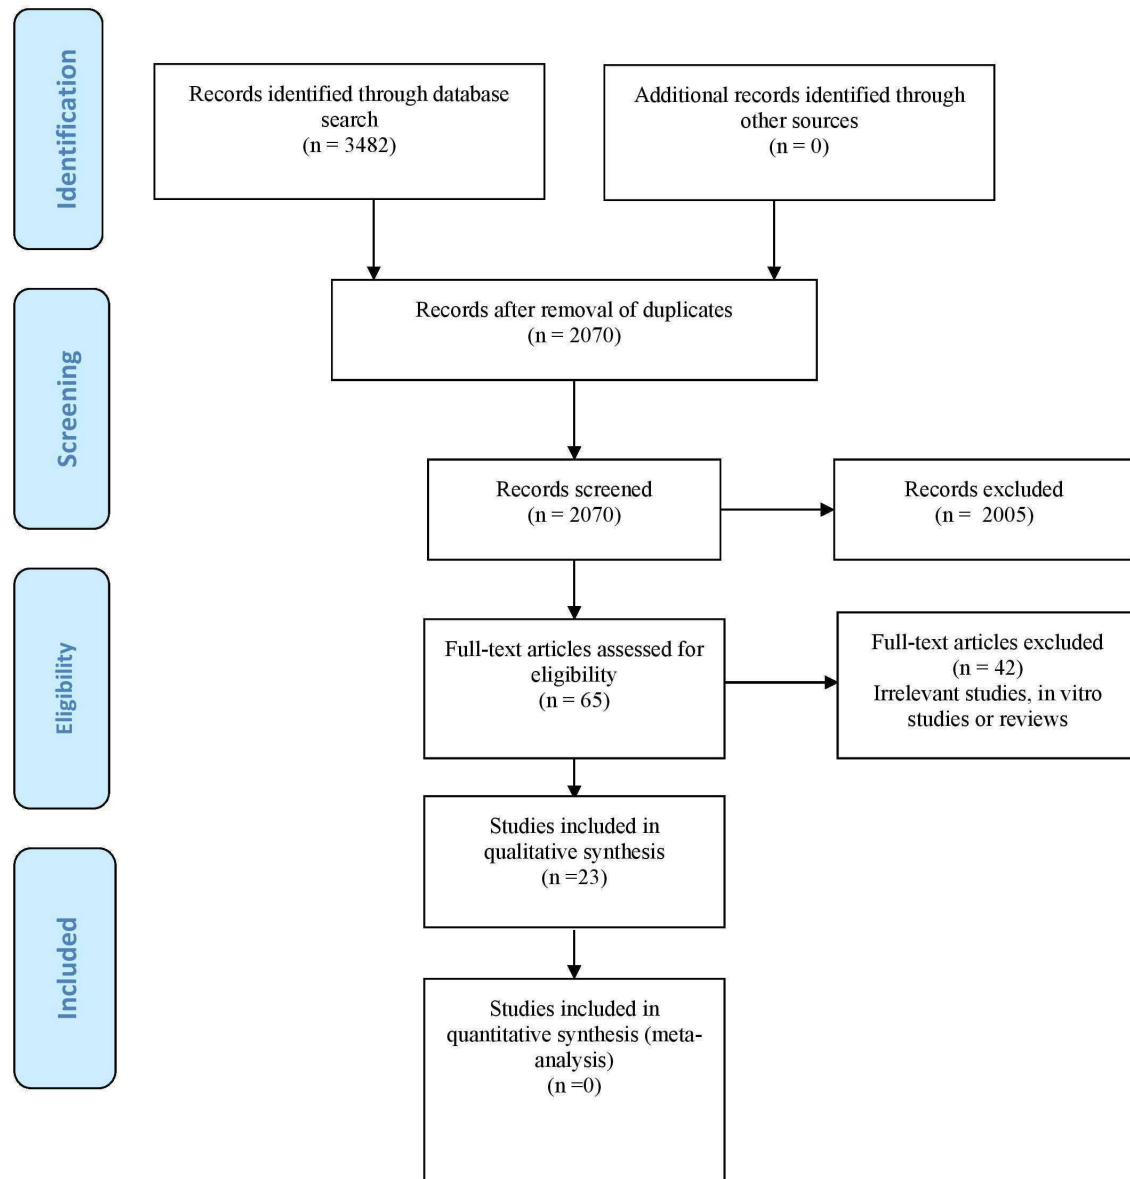 Identification
Records identified through database
search
(n = 3482)
Additional records identified through
other sources
(n = 0)
Records after removal of duplicates
(n = 2070)
Screening
Records screened
(n = 2070)
Records excluded
(n =  2005)
Eligibility
Full-text articles assessed for
eligibility
(n = 65)
Full-text articles excluded
(n = 42)
Irrelevant studies, in vitro
studies or reviews
Studies included in
qualitative synthesis
(n =23)
Included
Studies included in
quantitative synthesis (meta-
analysis)
(n =0)